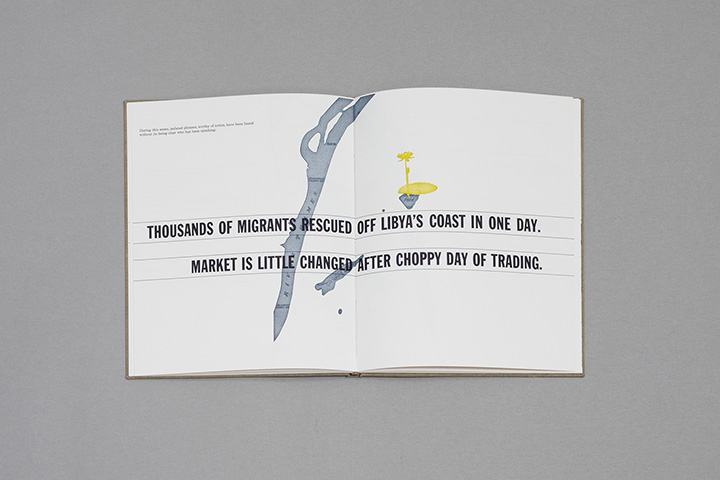 During this scene, isolated phrases, worthy of notice, have been heard
without its being clear who has been speaking.
THOUSANDS OF MIGRANTS RESCUED OFF LIBYA'S COAST IN ONE DAY.
MARKET IS LITTLE CHANGED AFTER CHOPPY DAY OF TRADING.